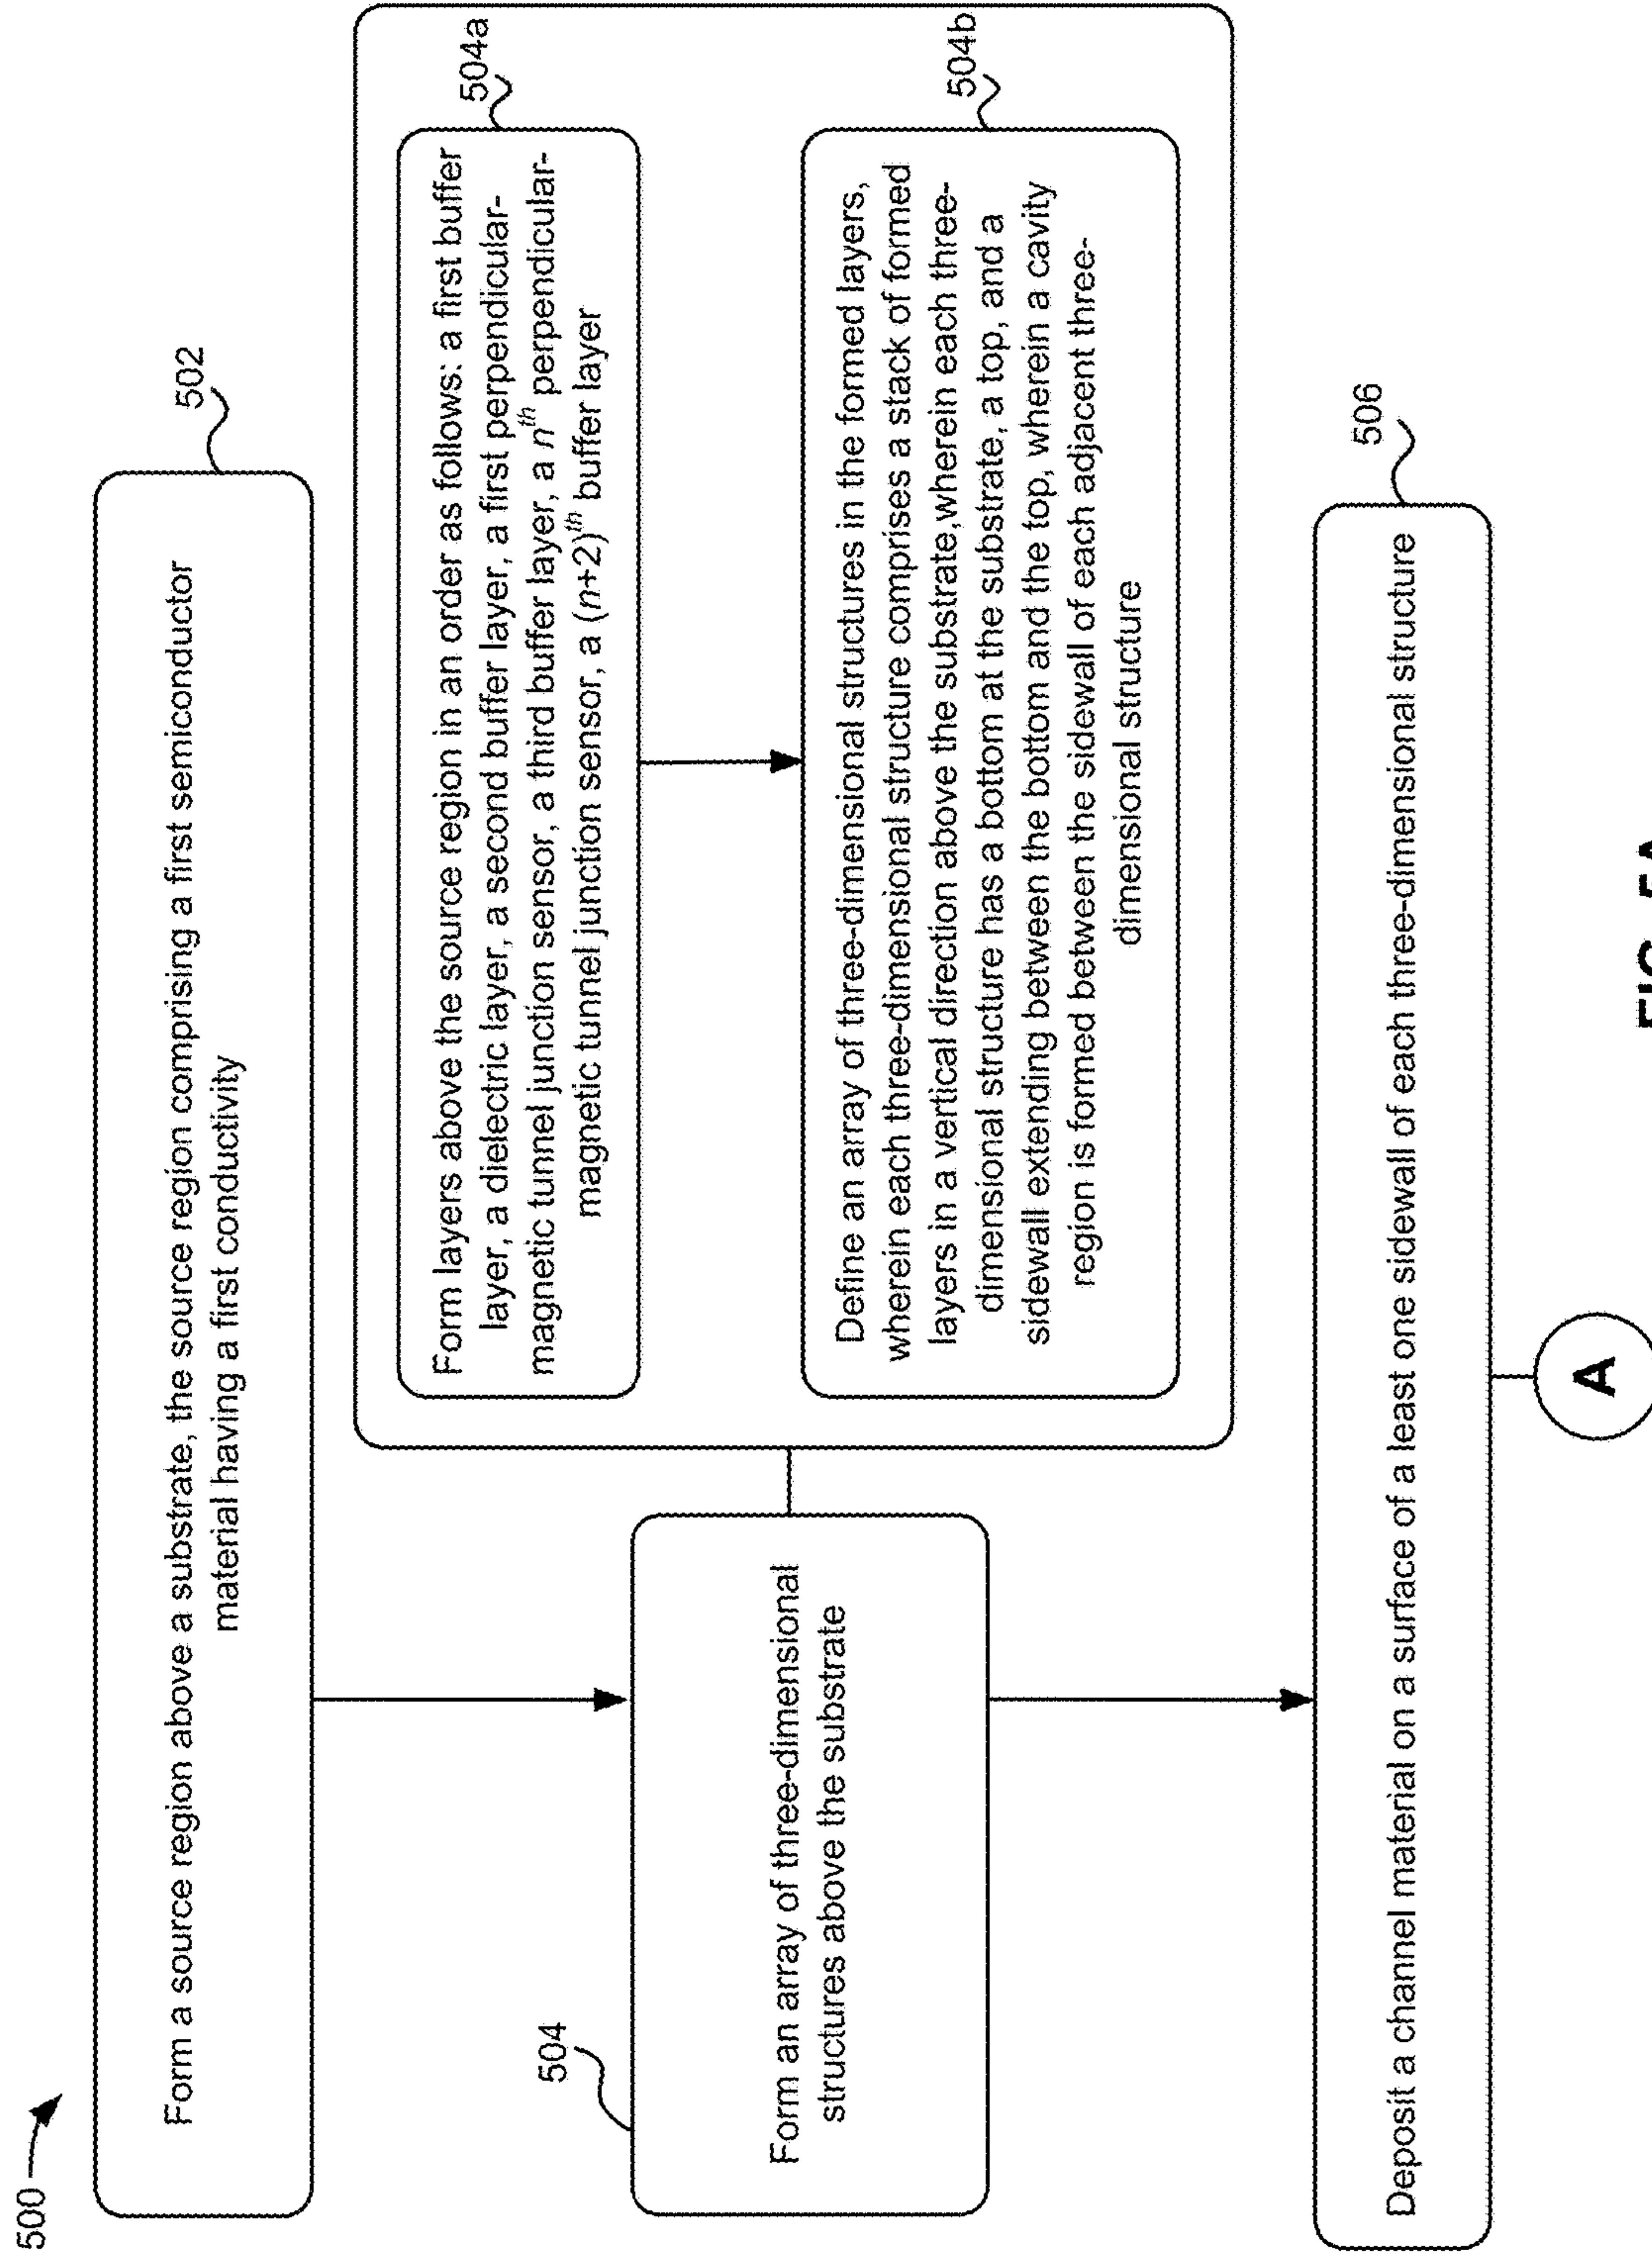 500
502
Form a source region above a substrate, the source region comprising a first semiconductor
material having a first conductivity
504
Form an array of three-dimensional
structures above the substrate
504a
Form layers above the source region in an order as follows: a first buffer
layer, a dielectric layer, a second buffer layer, a first perpendicular-
magnetic tunnel junction sensor, a third buffer layer, a nth perpendicular-
magnetic tunnel junction sensor, a (n+2)th buffer layer
504b
Define an array of three-dimensional structures in the formed layers,
wherein each three-dimensional structure comprises a stack of formed
layers in a vertical direction above the substrate,wherein each three-
dimensional structure has a bottom at the substrate, a top, and a
sidewall extending between the bottom and the top, wherein a cavity
region is formed between the sidewall of each adjacent three-
dimensional structure
506
Deposit a channel material on a surface of a least one sidewall of each three-dimensional structure
A